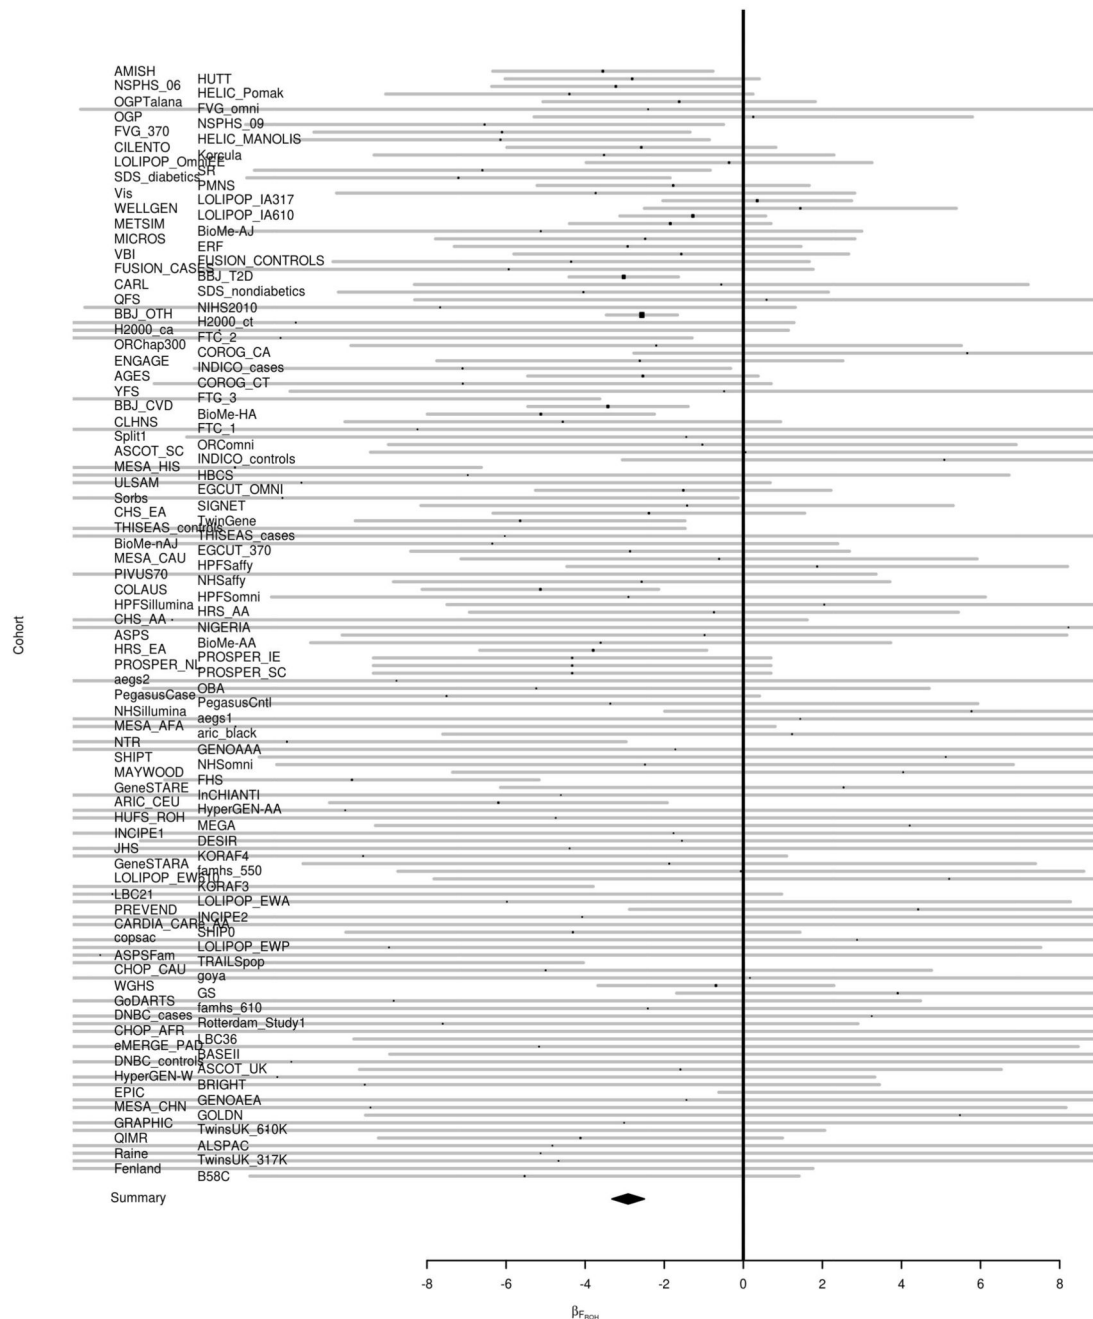 AMISH
HUTT
NSPHS_06
HELIC_Pomak
OGPTalana
FVG_omni
OGP
NSPHS_09
FVG_370
HELIC_MANOLIS
CILENTO
Korcula
LOLIPOP_OmniEE
SR
SDS_diabetics
PMNS
Vis
LOLIPOP_IA317
WELLGEN
LOLIPOP_IA610
METSIM
BioMe-AJ
MICROS
ERF
VBI
FUSION_CONTROLS
FUSION_CASES
BBJ_T2D
CARL
SDS_nondiabetics
QFS
NIHS2010
BBJ_OTH
H2000_ct
H2000_ca
FTC_2
ORChap300
COROG_CA
ENGAGE
INDICO_cases
AGES
COROG_CT
YFS
FTG_3
BBJ_CVD
BioMe-HA
CLHNS
FTC_1
Split1
ORComni
ASCOT_SC
INDICO_controls
MESA_HIS
HBCS
ULSAM
EGCUT_OMNI
Sorbs
SIGNET
CHS_EA
TwinGene
THISEAS_controls
THISEAS_cases
BioMe-nAJ
EGCUT_370
MESA_CAU
HPFSaffy
PIVUS70
NHSaffy
COLAUS
HPFSomni
HPFSillumina
HRS_AA
CHS_AA
NIGERIA
ASPS
BioMe-AA
HRS_EA
PROSPER_IE
PROSPER_NL
PROSPER_SC
aegs2
OBA
PegasusCase
PegasusCntl
NHSillumina
aegs1
MESA_AFA
aric_black
NTR
GENOAAA
SHIPT
NHSomni
MAYWOOD
FHS
GeneSTARE
InCHIANTI
ARIC_CEU
HyperGEN-AA
HUFS_ROH
MEGA
INCIPE1
DESIR
JHS
KORAF4
GeneSTARA
famhs_550
LOLIPOP_EW610
KORAF3
LBC21
LOLIPOP_EWA
PREVEND
INCIPE2
CARDIA_CARe_AA
SHIP0
copsac
LOLIPOP_EWP
ASPSFam
TRAILSpop
CHOP_CAU
goya
WGHS
GS
GoDARTS
famhs_610
DNBC_cases
Rotterdam_Study1
CHOP_AFR
LBC36
eMERGE_PAD
BASEII
DNBC_controls
ASCOT_UK
HyperGEN-W
BRIGHT
EPIC
GENOAEA
MESA_CHN
GOLDN
GRAPHIC
TwinsUK_610K
QIMR
ALSPAC
Raine
TwinsUK_317K
Fenland
B58C
Summary
Cohort
-8 -6 -4 -2 0 2 4 6 8
βFROH